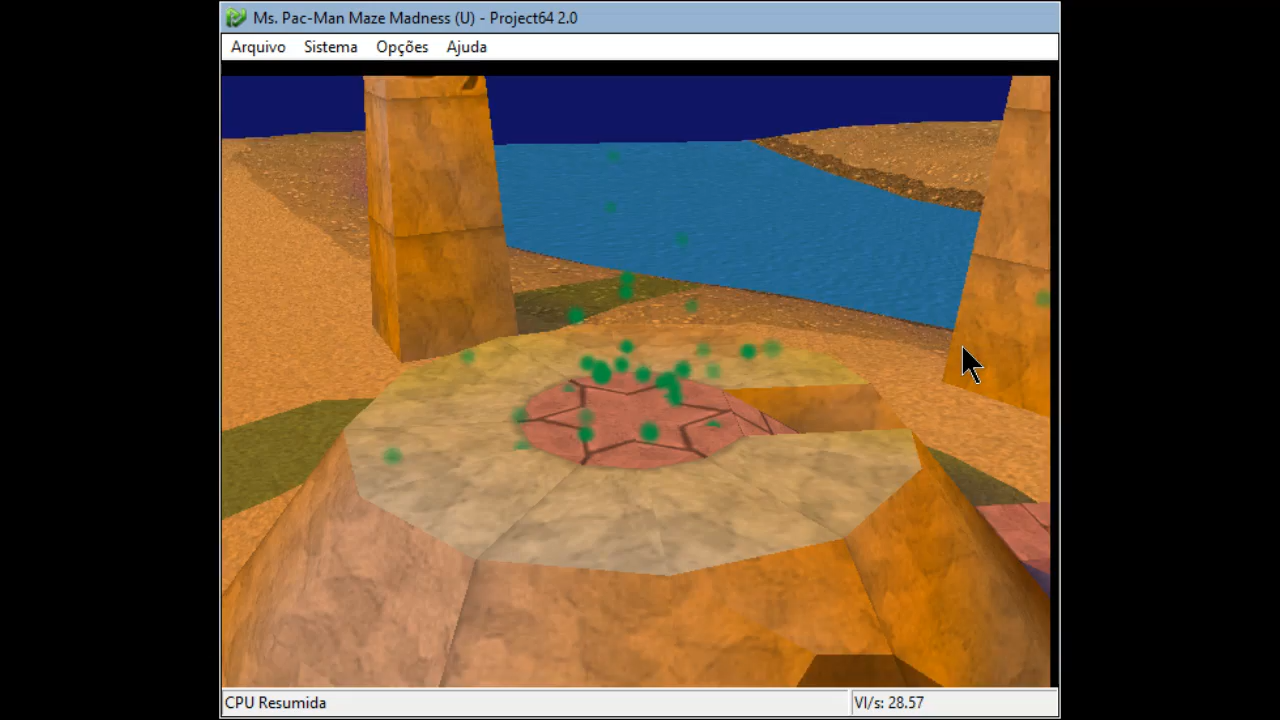 Ms. Pac-Man Maze Madness (U) - Project64 2.0
Arquivo Sistema Opções Ajuda
CPU Resumida VI/s: 28.57